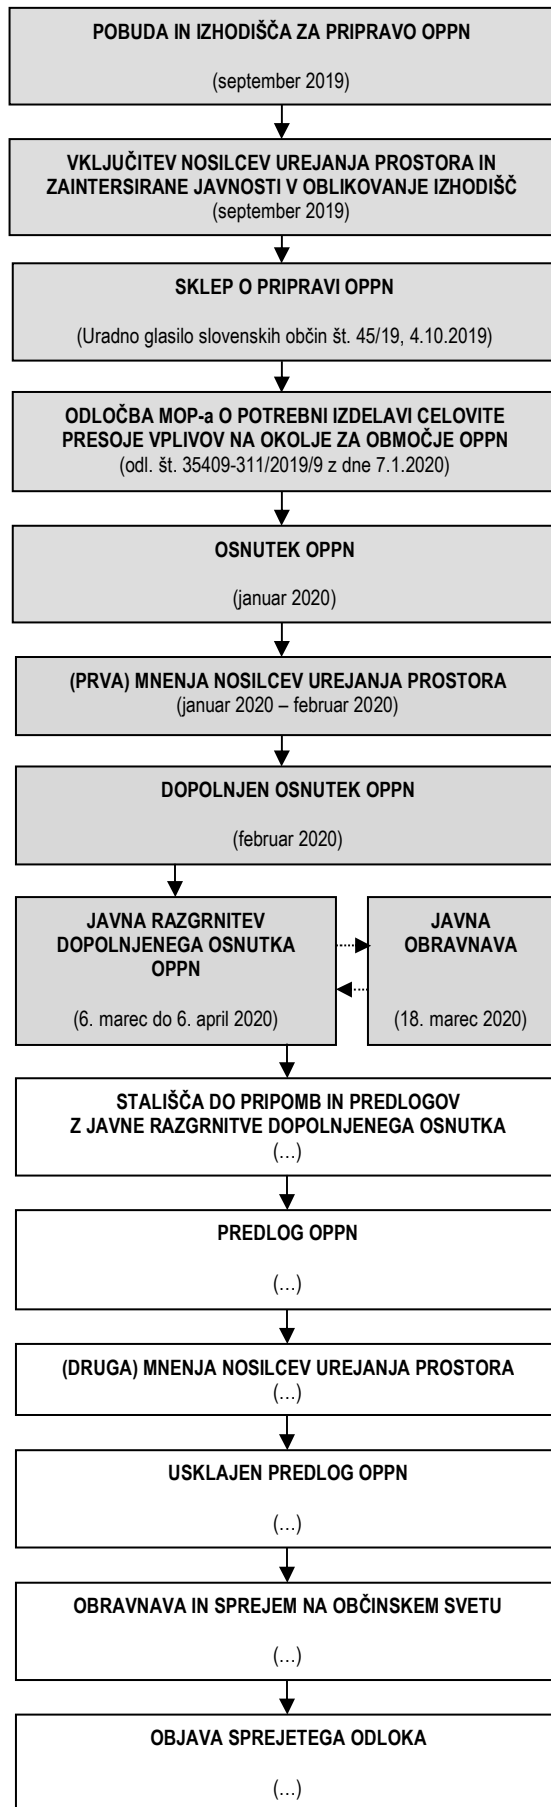 POBUDA IN IZHODIŠČA ZA PRIPRAVO OPPN
(september 2019)
VKLJUČITEV NOSILCEV UREJANJA PROSTORA IN
ZAINTERSIRANE JAVNOSTI V OBLIKOVANJE IZHODIŠČ
(september 2019)
SKLEP O PRIPRAVI OPPN
(Uradno glasilo slovenskih občin št. 45/19, 4.10.2019)
ODLOČBA MOP-a O POTREBNI IZDELAVI CELOVITE
PRESOJE VPLIVOV NA OKOLJE ZA OBMOČJE OPPN
(odl. št. 35409-311/2019/9 z dne 7.1.2020)
OSNUTEK OPPN
(januar 2020)
(PRVA) MNENJA NOSILCEV UREJANJA PROSTORA
(januar 2020 – februar 2020)
DOPOLNJEN OSNUTEK OPPN
(februar 2020)
JAVNA RAZGRNITEV
DOPOLNJENEGA OSNUTKA
OPPN
(6. marec do 6. april 2020)
JAVNA
OBRAVNAVA
(18. marec 2020)
STALIŠČA DO PRIPOMB IN PREDLOGOV
Z JAVNE RAZGRNITVE DOPOLNJENEGA OSNUTKA
(…)
PREDLOG OPPN
(…)
(DRUGA) MNENJA NOSILCEV UREJANJA PROSTORA
(…)
USKLAJEN PREDLOG OPPN
(…)
OBRAVNAVA IN SPREJEM NA OBČINSKEM SVETU
(…)
OBJAVA SPREJETEGA ODLOKA
(…)